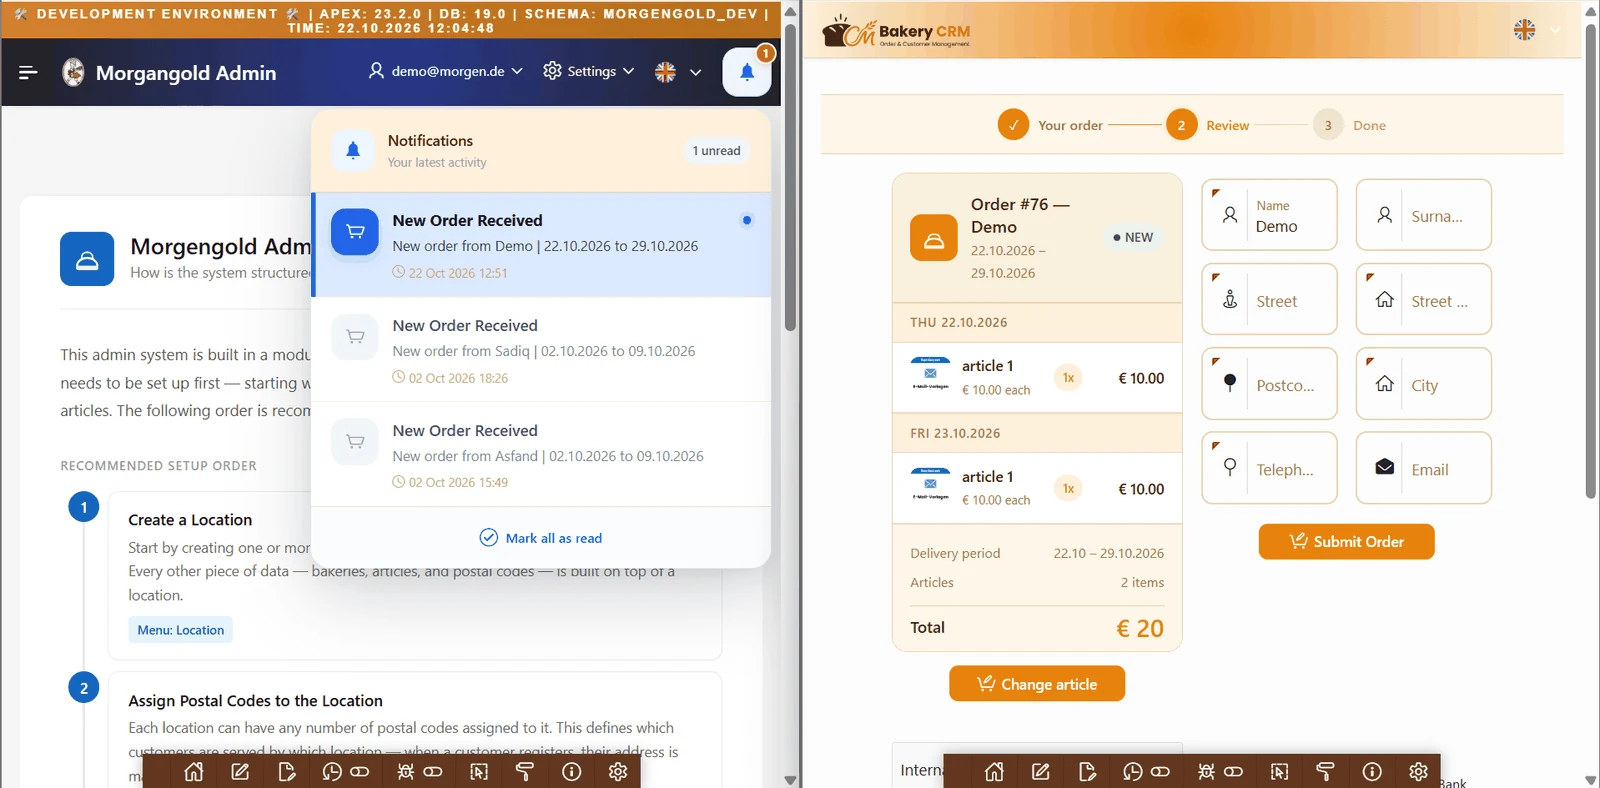 🛠 DEVELOPMENT ENVIRONMENT 🛠 | APEX: 23.2.0 | DB: 19.0 | SCHEMA: MORGENGOLD_DEV |
TIME: 22.10.2026 12:04:48
Morgangold Admin
demo@morgen.de
Settings
1
Notifications
Your latest activity
1 unread
New Order Received
New order from Demo | 22.10.2026 to 29.10.2026
22 Oct 2026 12:51
New Order Received
New order from Sadiq | 02.10.2026 to 09.10.2026
02 Oct 2026 18:26
New Order Received
New order from Asfand | 02.10.2026 to 09.10.2026
02 Oct 2026 15:49
Mark all as read
Morgengold Adm
How is the system structure
This admin system is built in a modu
needs to be set up first — starting w
articles. The following order is recon
RECOMMENDED SETUP ORDER
1
Create a Location
Start by creating one or mor
Every other piece of data — bakeries, articles, and postal codes — is built on top of a
location.
Menu: Location
2
Assign Postal Codes to the Location
Each location can have any number of postal codes assigned to it. This defines which
customers are served by which location — when a customer registers, their address is
Bakery CRM
Order & Customer Management
✓ Your order
2 Review
3 Done
Order #76 —
Demo
22.10.2026 –
29.10.2026
NEW
THU 22.10.2026
article 1
€ 10.00 each
1x
€ 10.00
FRI 23.10.2026
article 1
€ 10.00 each
1x
€ 10.00
Delivery period 22.10 – 29.10.2026
Articles 2 items
Total € 20
Change article
Name
Demo
Surna...
Street
Street ...
Postco...
City
Teleph...
Email
Submit Order
Interna
Bank